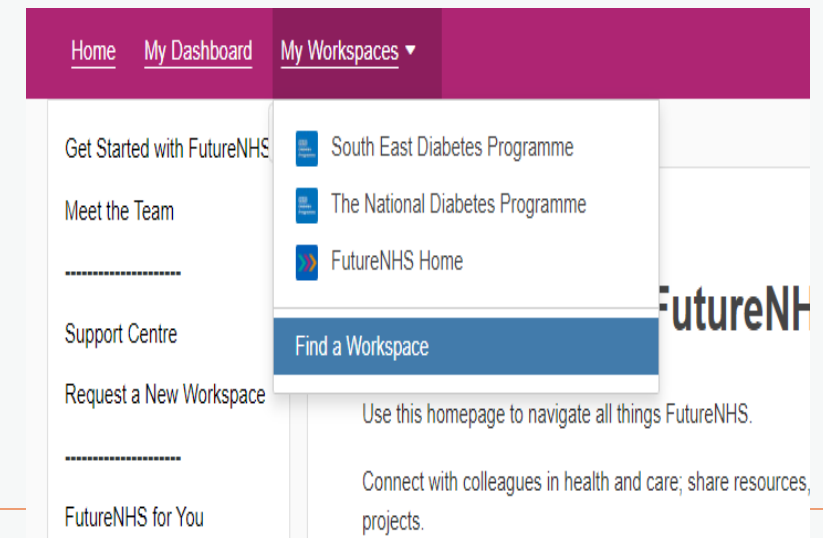 Home My Dashboard My Workspaces
Get Started with FutureNHS
Meet the Team
---------------------
Support Centre
Request a New Workspace
---------------------
FutureNHS for You
South East Diabetes Programme
The National Diabetes Programme
FutureNHS Home
Find a Workspace
FutureNH
Use this homepage to navigate all things FutureNHS.
Connect with colleagues in health and care; share resources,
projects.